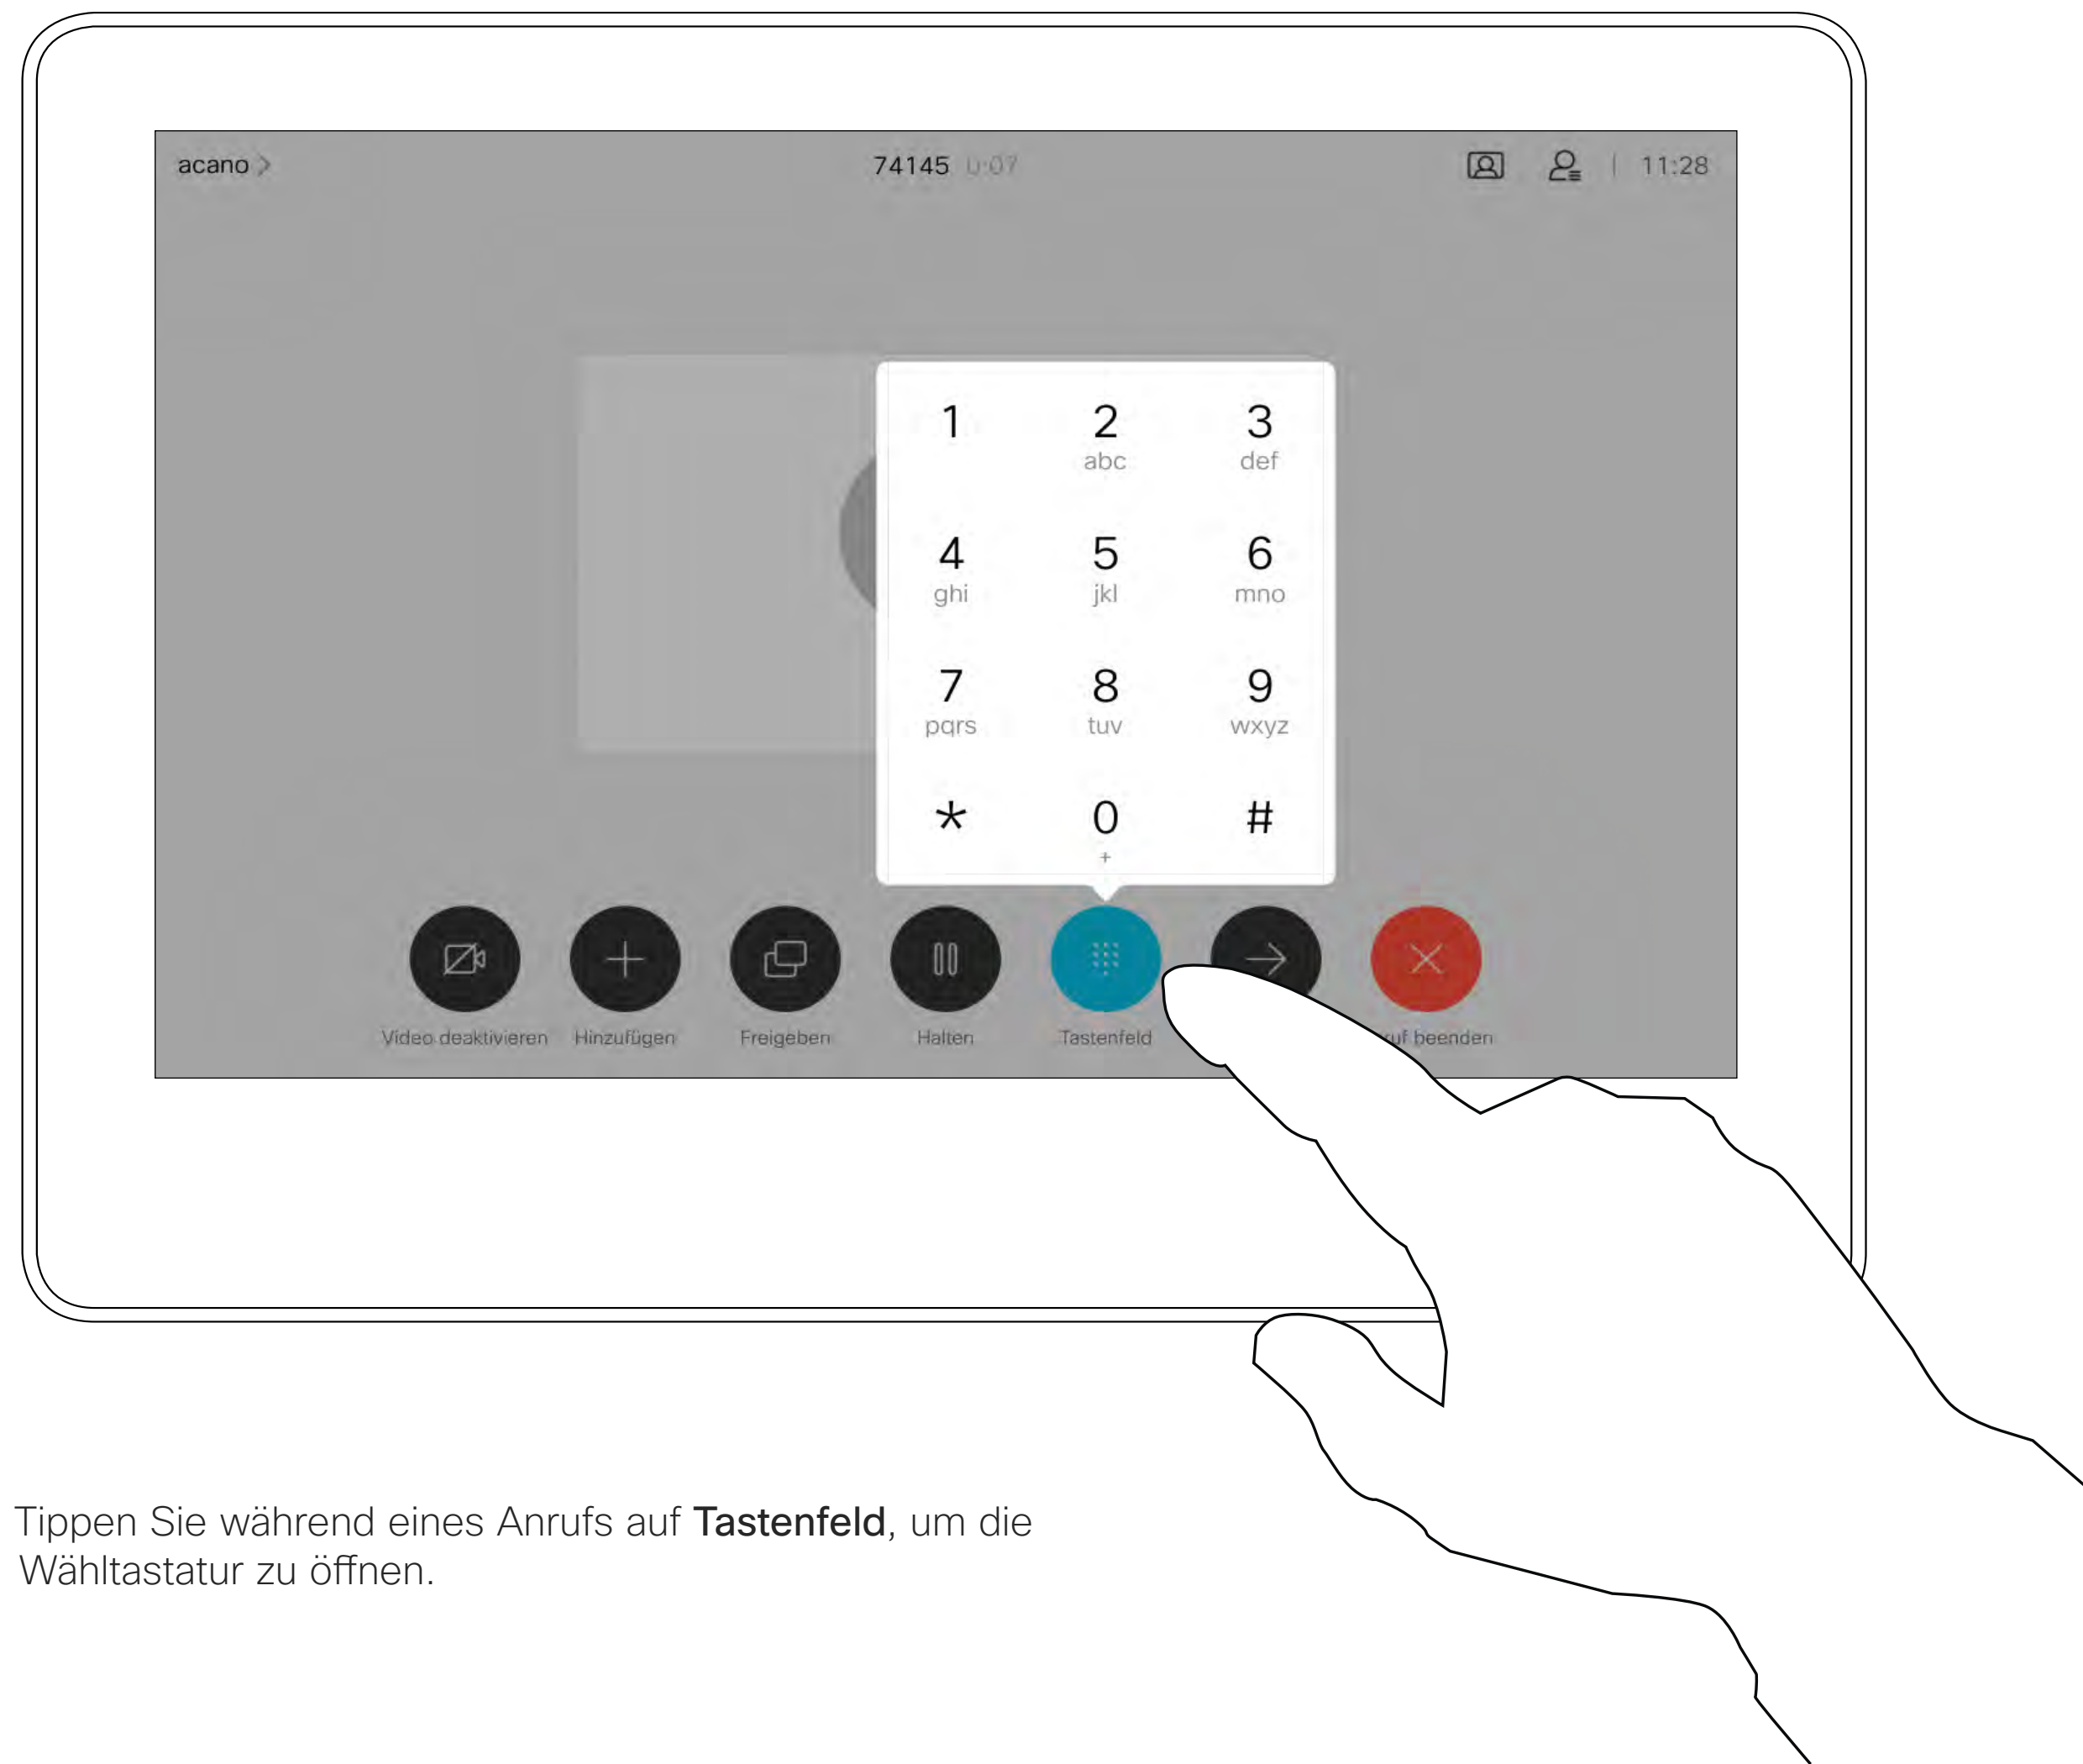 acano
74145 0:07
11:28
1 2 3
abc def
4 5 6
ghi jkl mno
7 8 9
pqrs tuv wxyz
* 0 #
+
Video deaktivieren Hinzufügen Freigeben Halten Tastenfeld beenden
Tippen Sie während eines Anrufs auf Tastenfeld, um die
Wähltastatur zu öffnen.